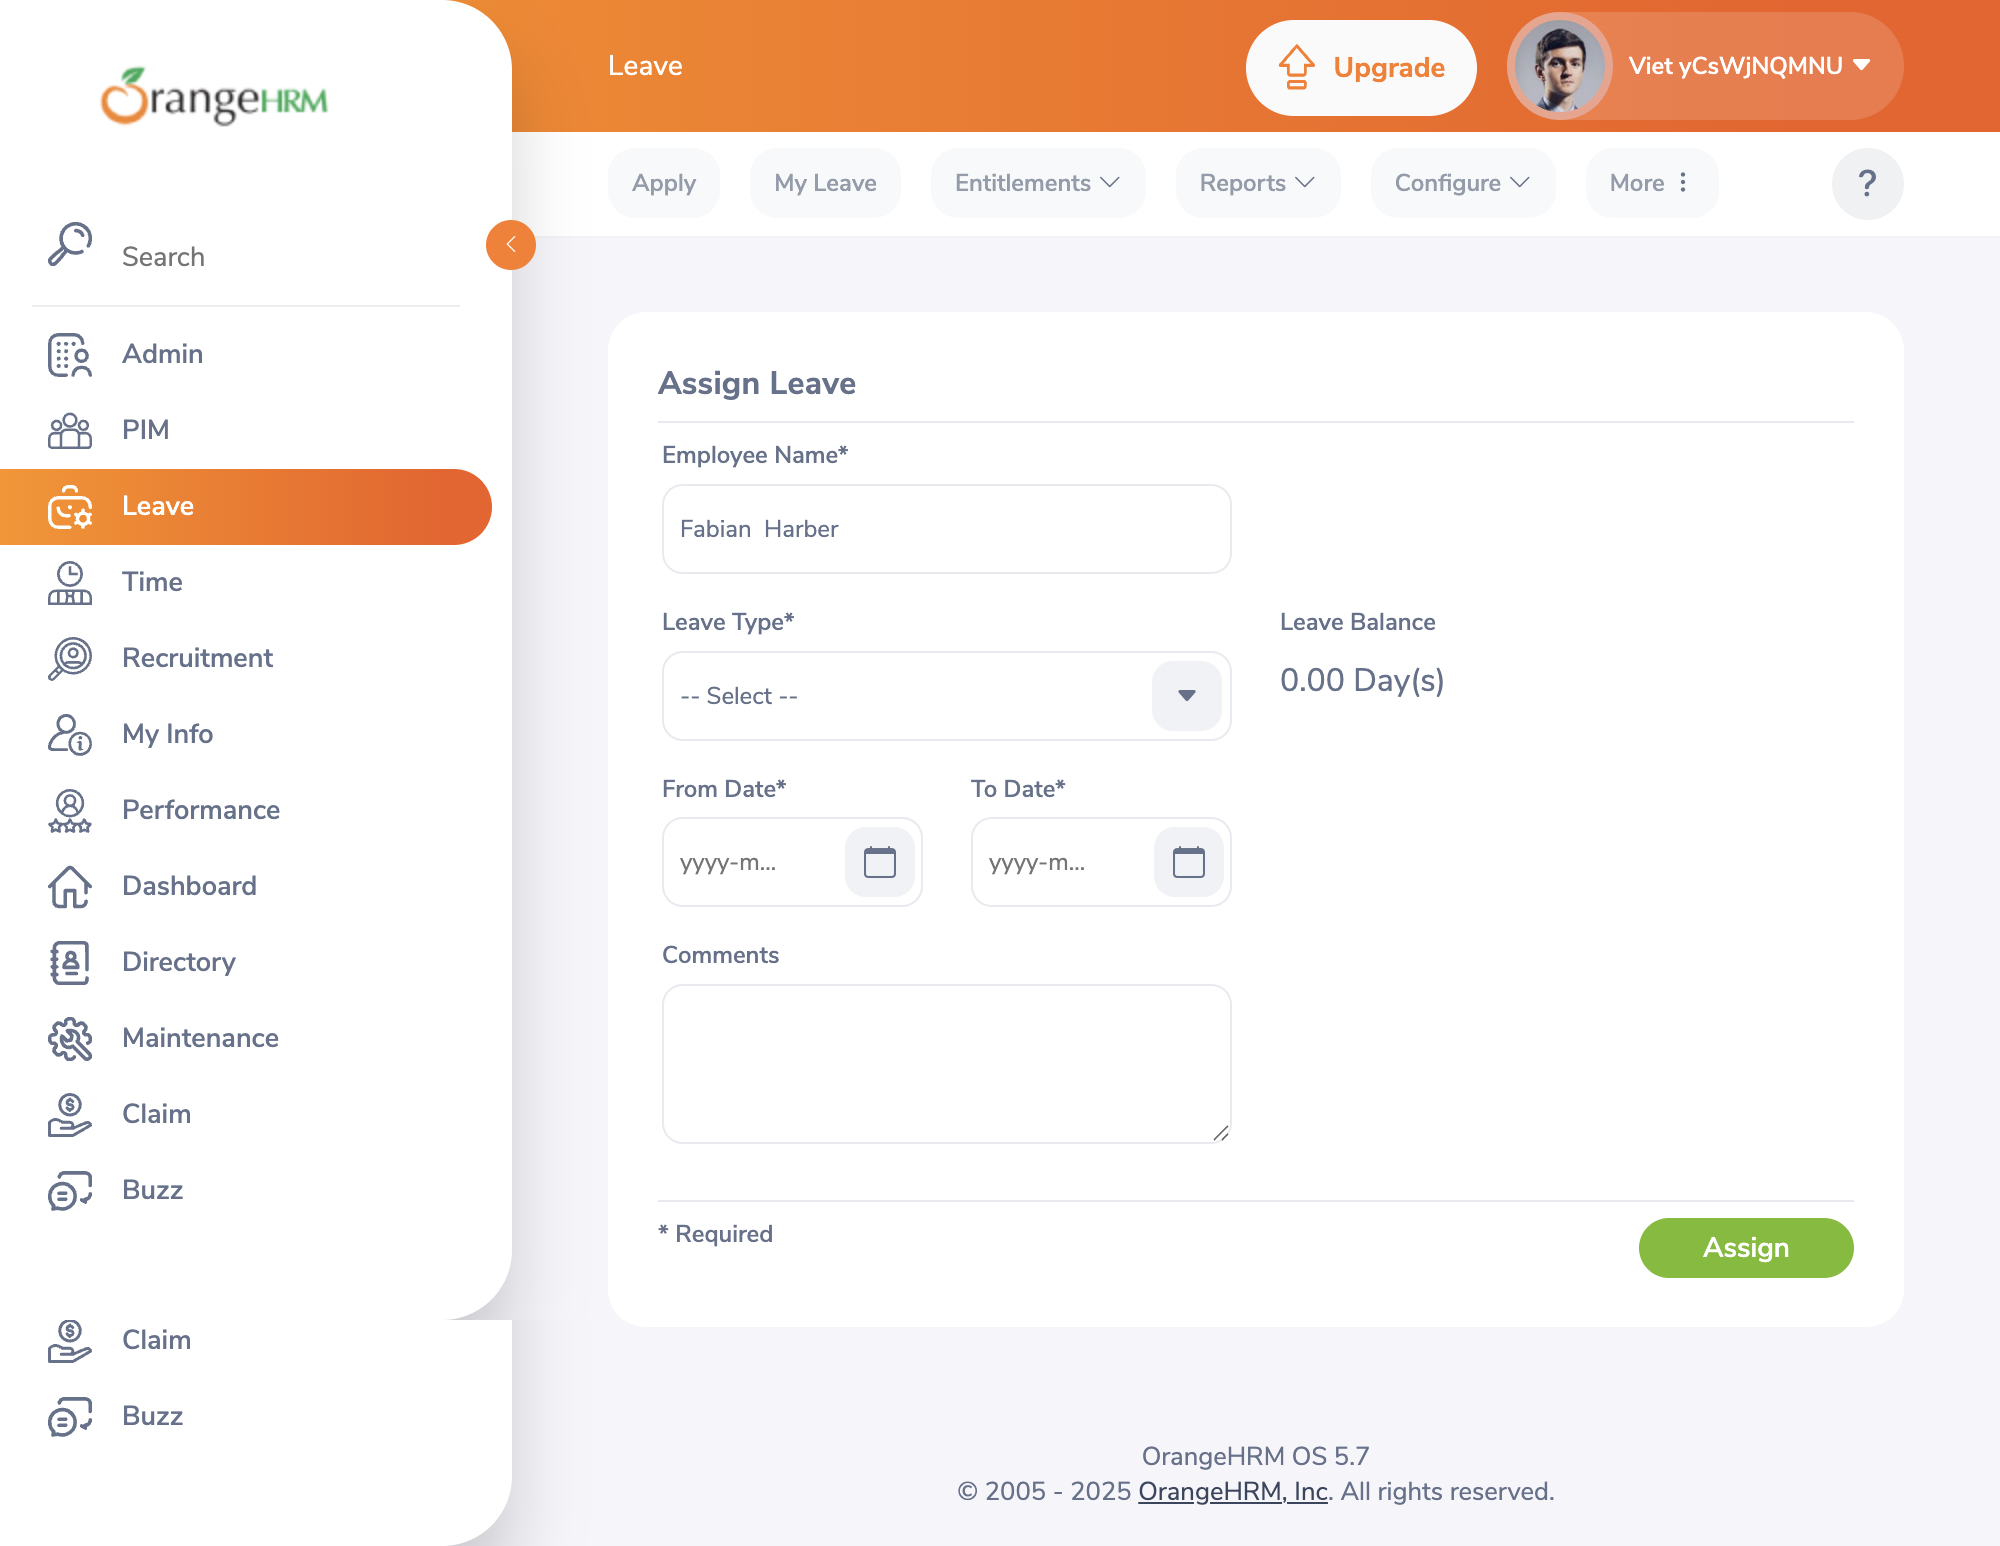 OrangeHRM
Search
Admin
PIM
Leave
Time
Recruitment
My Info
Performance
Dashboard
Directory
Maintenance
Claim
Buzz
Claim
Buzz
Leave
Upgrade
Viet yCsWjNQMNU
Apply
My Leave
Entitlements
Reports
Configure
More
?
Assign Leave
Employee Name*
Fabian  Harber
Leave Type*
Leave Balance
-- Select --
0.00 Day(s)
From Date*
To Date*
yyyy-m...
yyyy-m...
Comments
* Required
Assign
OrangeHRM OS 5.7
© 2005 - 2025 OrangeHRM, Inc. All rights reserved.